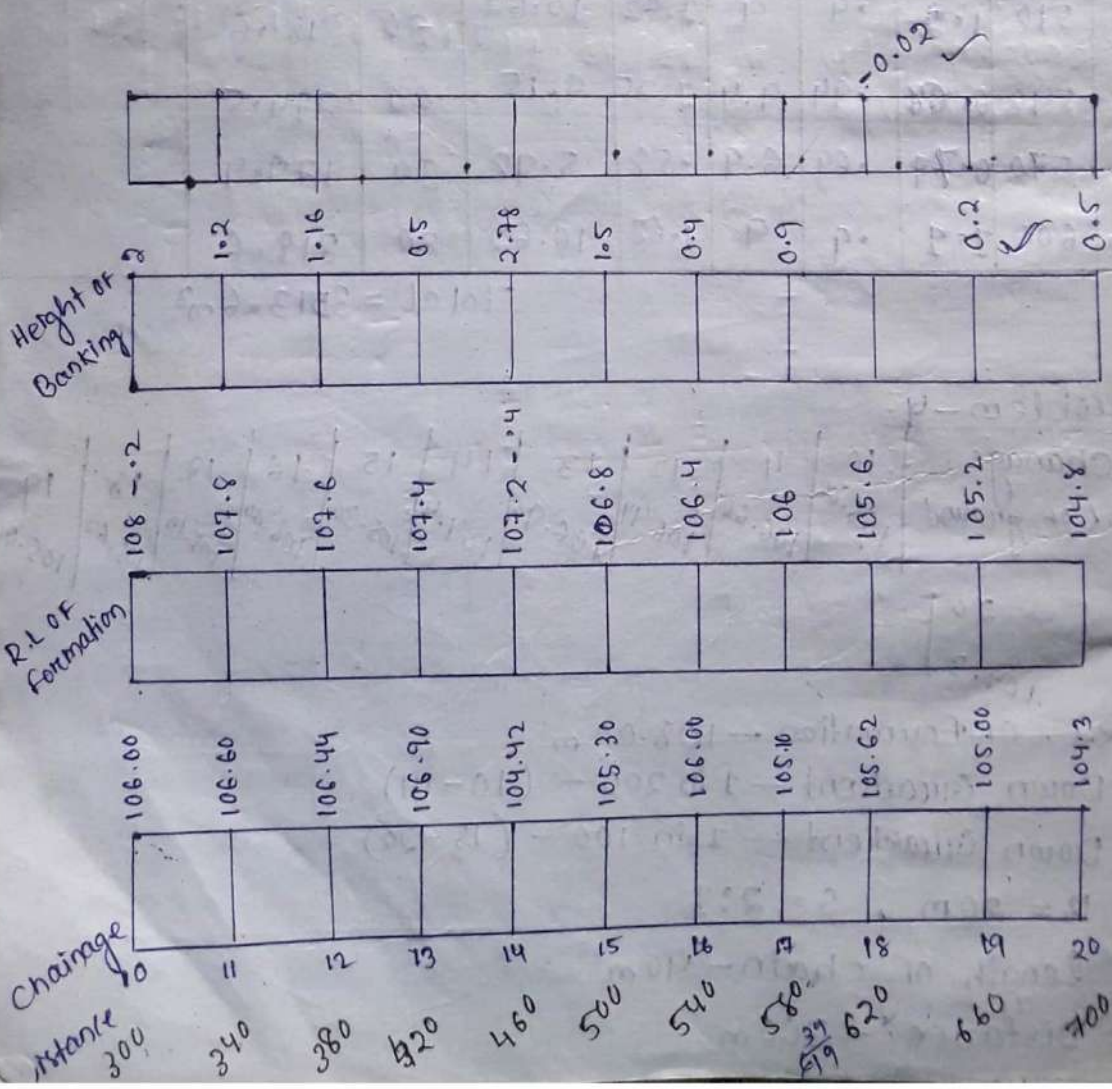 -0.02 ✓
Height of Banking
2 1.2 1.16 0.5 2.78 1.5 0.4 0.9 0.2 ✓ 0.5
R.L OF formation
108 -.2 107.8 107.6 107.4 107.2 -.4 106.8 106.4 106 105.6. 105.2 104.8
106.00 106.60 106.44 106.90 104.42 105.30 106.00 105.10 105.62 105.00 104.3
Chainage
10 11 12 13 14 15 16 17 18 19 20
istance
300 340 380 420 460 500 540 580 620 660 700